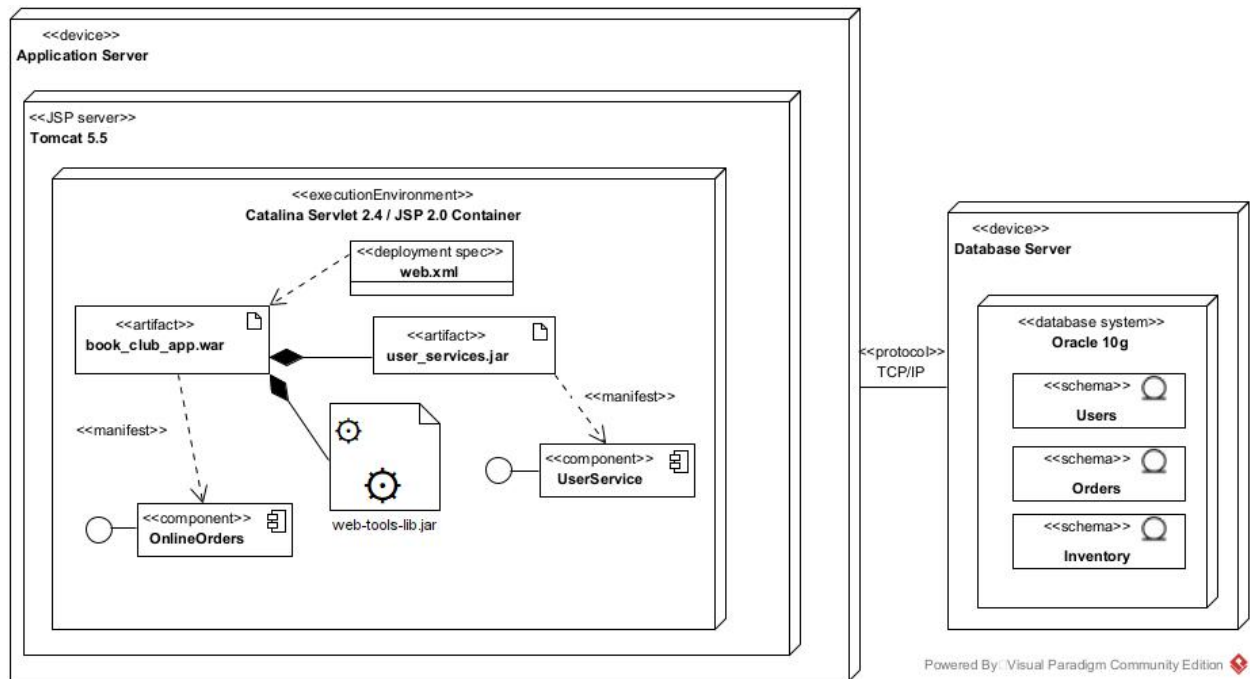 <<device>>
Application Server
<<JSP server>>
Tomcat 5.5
<<executionEnvironment>>
Catalina Servlet 2.4 / JSP 2.0 Container
<<deployment spec>>
web.xml
<<artifact>>
book_club_app.war
<<artifact>>
user_services.jar
<<manifest>>
<<manifest>>
<<component>>
UserService
<<component>>
OnlineOrders
web-tools-lib.jar
<<protocol>>
TCP/IP
<<device>>
Database Server
<<database system>>
Oracle 10g
<<schema>>
Users
<<schema>>
Orders
<<schema>>
Inventory
Powered By Visual Paradigm Community Edition